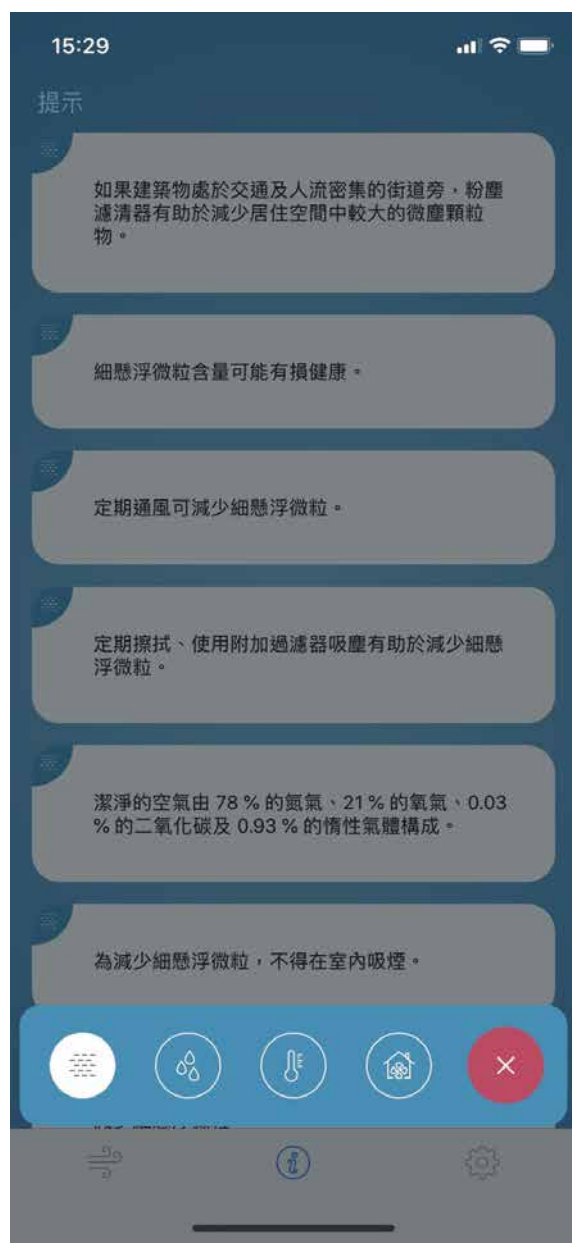 15:29
提示
如果建築物處於交通及人流密集的街道旁，粉塵
濾清器有助於減少居住空間中較大的微塵顆粒
物。
細懸浮微粒含量可能有損健康。
定期通風可減少細懸浮微粒。
定期擦拭、使用附加過濾器吸塵有助於減少細懸
浮微粒。
潔淨的空氣由 78 % 的氮氣、21 % 的氧氣、0.03
% 的二氧化碳及 0.93 % 的惰性氣體構成。
為減少細懸浮微粒，不得在室內吸煙。